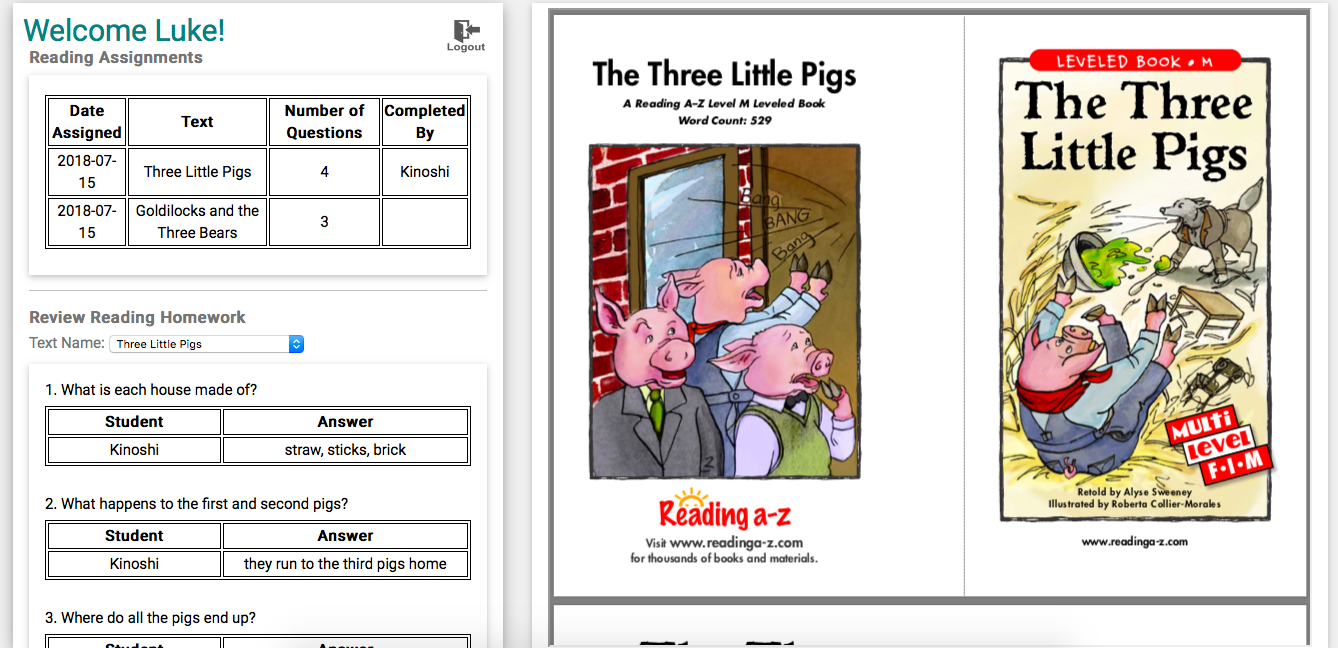 Welcome Luke!
Logout
Reading Assignments
Date Assigned | Text | Number of Questions | Completed By
2018-07-15 | Three Little Pigs | 4 | Kinoshi
2018-07-15 | Goldilocks and the Three Bears | 3
Review Reading Homework
Text Name: Three Little Pigs
1. What is each house made of?
Student | Answer
Kinoshi | straw, sticks, brick
2. What happens to the first and second pigs?
Student | Answer
Kinoshi | they run to the third pigs home
3. Where do all the pigs end up?
Student | Answer
The Three Little Pigs
A Reading A–Z Level M Leveled Book
Word Count: 529
Bang
BANG
Bang
Reading a-z
Visit www.readinga-z.com
for thousands of books and materials.
LEVELED BOOK • M
The Three
Little Pigs
MULTi
LEVEL
F•I•M
Retold by Alyse Sweeney
Illustrated by Roberta Collier-Morales
www.readinga-z.com